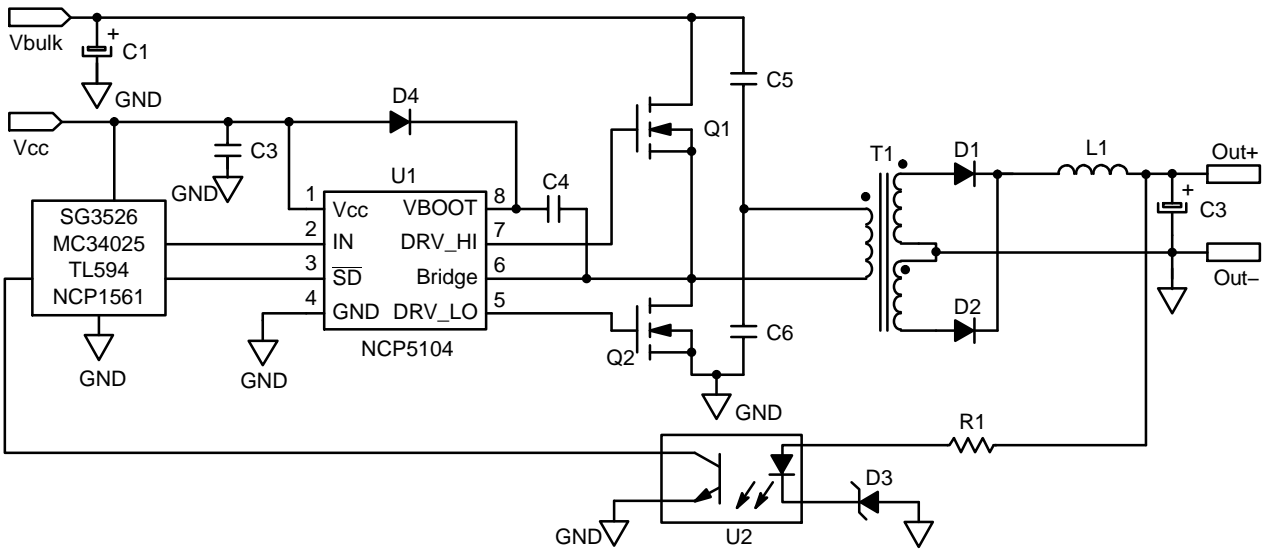 Vbulk
+
C1
GND
C5
D4
Vcc
C3
GND
Q1
T1
D1
L1
Out+
+
C3
Out–
D2
U1
C4
1 Vcc VBOOT 8
2 IN DRV_HI 7
3 SD Bridge 6
4 GND DRV_LO 5
NCP5104
SG3526
MC34025
TL594
NCP1561
GND
GND
Q2
C6
GND
R1
D3
GND
U2